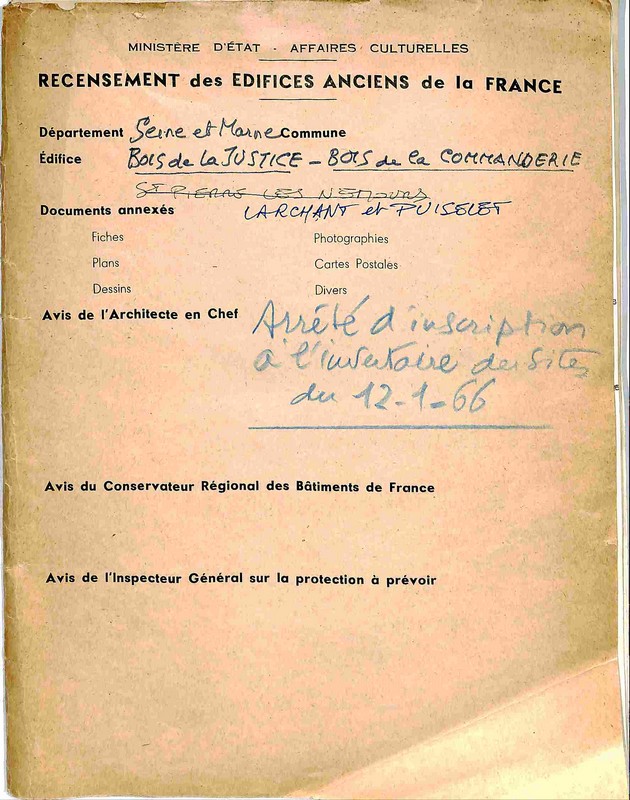 MINISTÈRE D'ÉTAT - AFFAIRES CULTURELLES
RECENSEMENT des EDIFICES ANCIENS de la FRANCE
Département Seine et Marne Commune
Édifice BOIS de LA JUSTICE - BOIS de la COMMANDERIE
ST PIERRE LES NEMOURS
Documents annexés LARCHANT et PUISELET
Fiches Photographies
Plans Cartes Postales
Dessins Divers
Avis de l'Architecte en Chef Arrêté d'inscription
à l'inventaire des Sites
du 12-1-66
Avis du Conservateur Régional des Bâtiments de France
Avis de l'Inspecteur Général sur la protection à prévoir